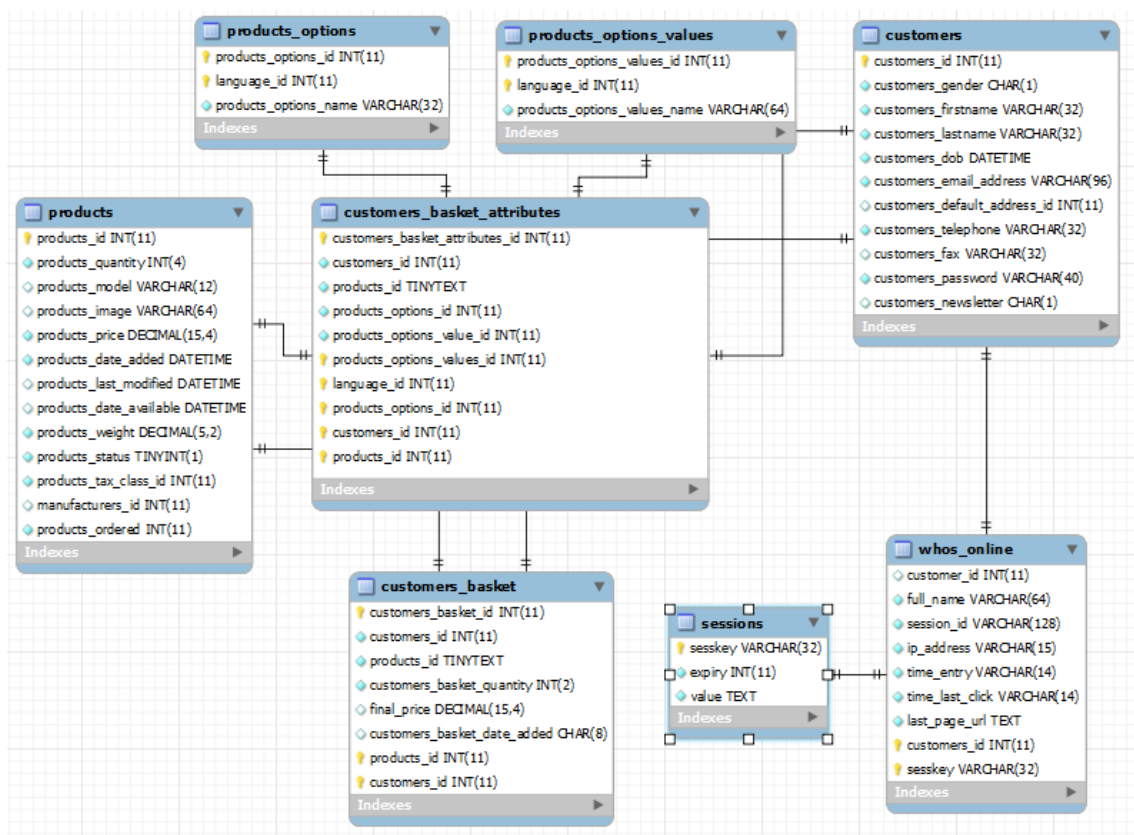 products_options
products_options_id INT(11)
language_id INT(11)
products_options_name VARCHAR(32)
Indexes
products_options_values
products_options_values_id INT(11)
language_id INT(11)
products_options_values_name VARCHAR(64)
Indexes
customers
customers_id INT(11)
customers_gender CHAR(1)
customers_firstname VARCHAR(32)
customers_lastname VARCHAR(32)
customers_dob DATETIME
customers_email_address VARCHAR(96)
customers_default_address_id INT(11)
customers_telephone VARCHAR(32)
customers_fax VARCHAR(32)
customers_password VARCHAR(40)
customers_newsletter CHAR(1)
Indexes
products
products_id INT(11)
products_quantity INT(4)
products_model VARCHAR(12)
products_image VARCHAR(64)
products_price DECIMAL(15,4)
products_date_added DATETIME
products_last_modified DATETIME
products_date_available DATETIME
products_weight DECIMAL(5,2)
products_status TINYINT(1)
products_tax_class_id INT(11)
manufacturers_id INT(11)
products_ordered INT(11)
Indexes
customers_basket_attributes
customers_basket_attributes_id INT(11)
customers_id INT(11)
products_id TINYTEXT
products_options_id INT(11)
products_options_value_id INT(11)
products_options_values_id INT(11)
language_id INT(11)
products_options_id INT(11)
customers_id INT(11)
products_id INT(11)
Indexes
customers_basket
customers_basket_id INT(11)
customers_id INT(11)
products_id TINYTEXT
customers_basket_quantity INT(2)
final_price DECIMAL(15,4)
customers_basket_date_added CHAR(8)
products_id INT(11)
customers_id INT(11)
Indexes
sessions
sesskey VARCHAR(32)
expiry INT(11)
value TEXT
Indexes
whos_online
customer_id INT(11)
full_name VARCHAR(64)
session_id VARCHAR(128)
ip_address VARCHAR(15)
time_entry VARCHAR(14)
time_last_click VARCHAR(14)
last_page_url TEXT
customers_id INT(11)
sesskey VARCHAR(32)
Indexes